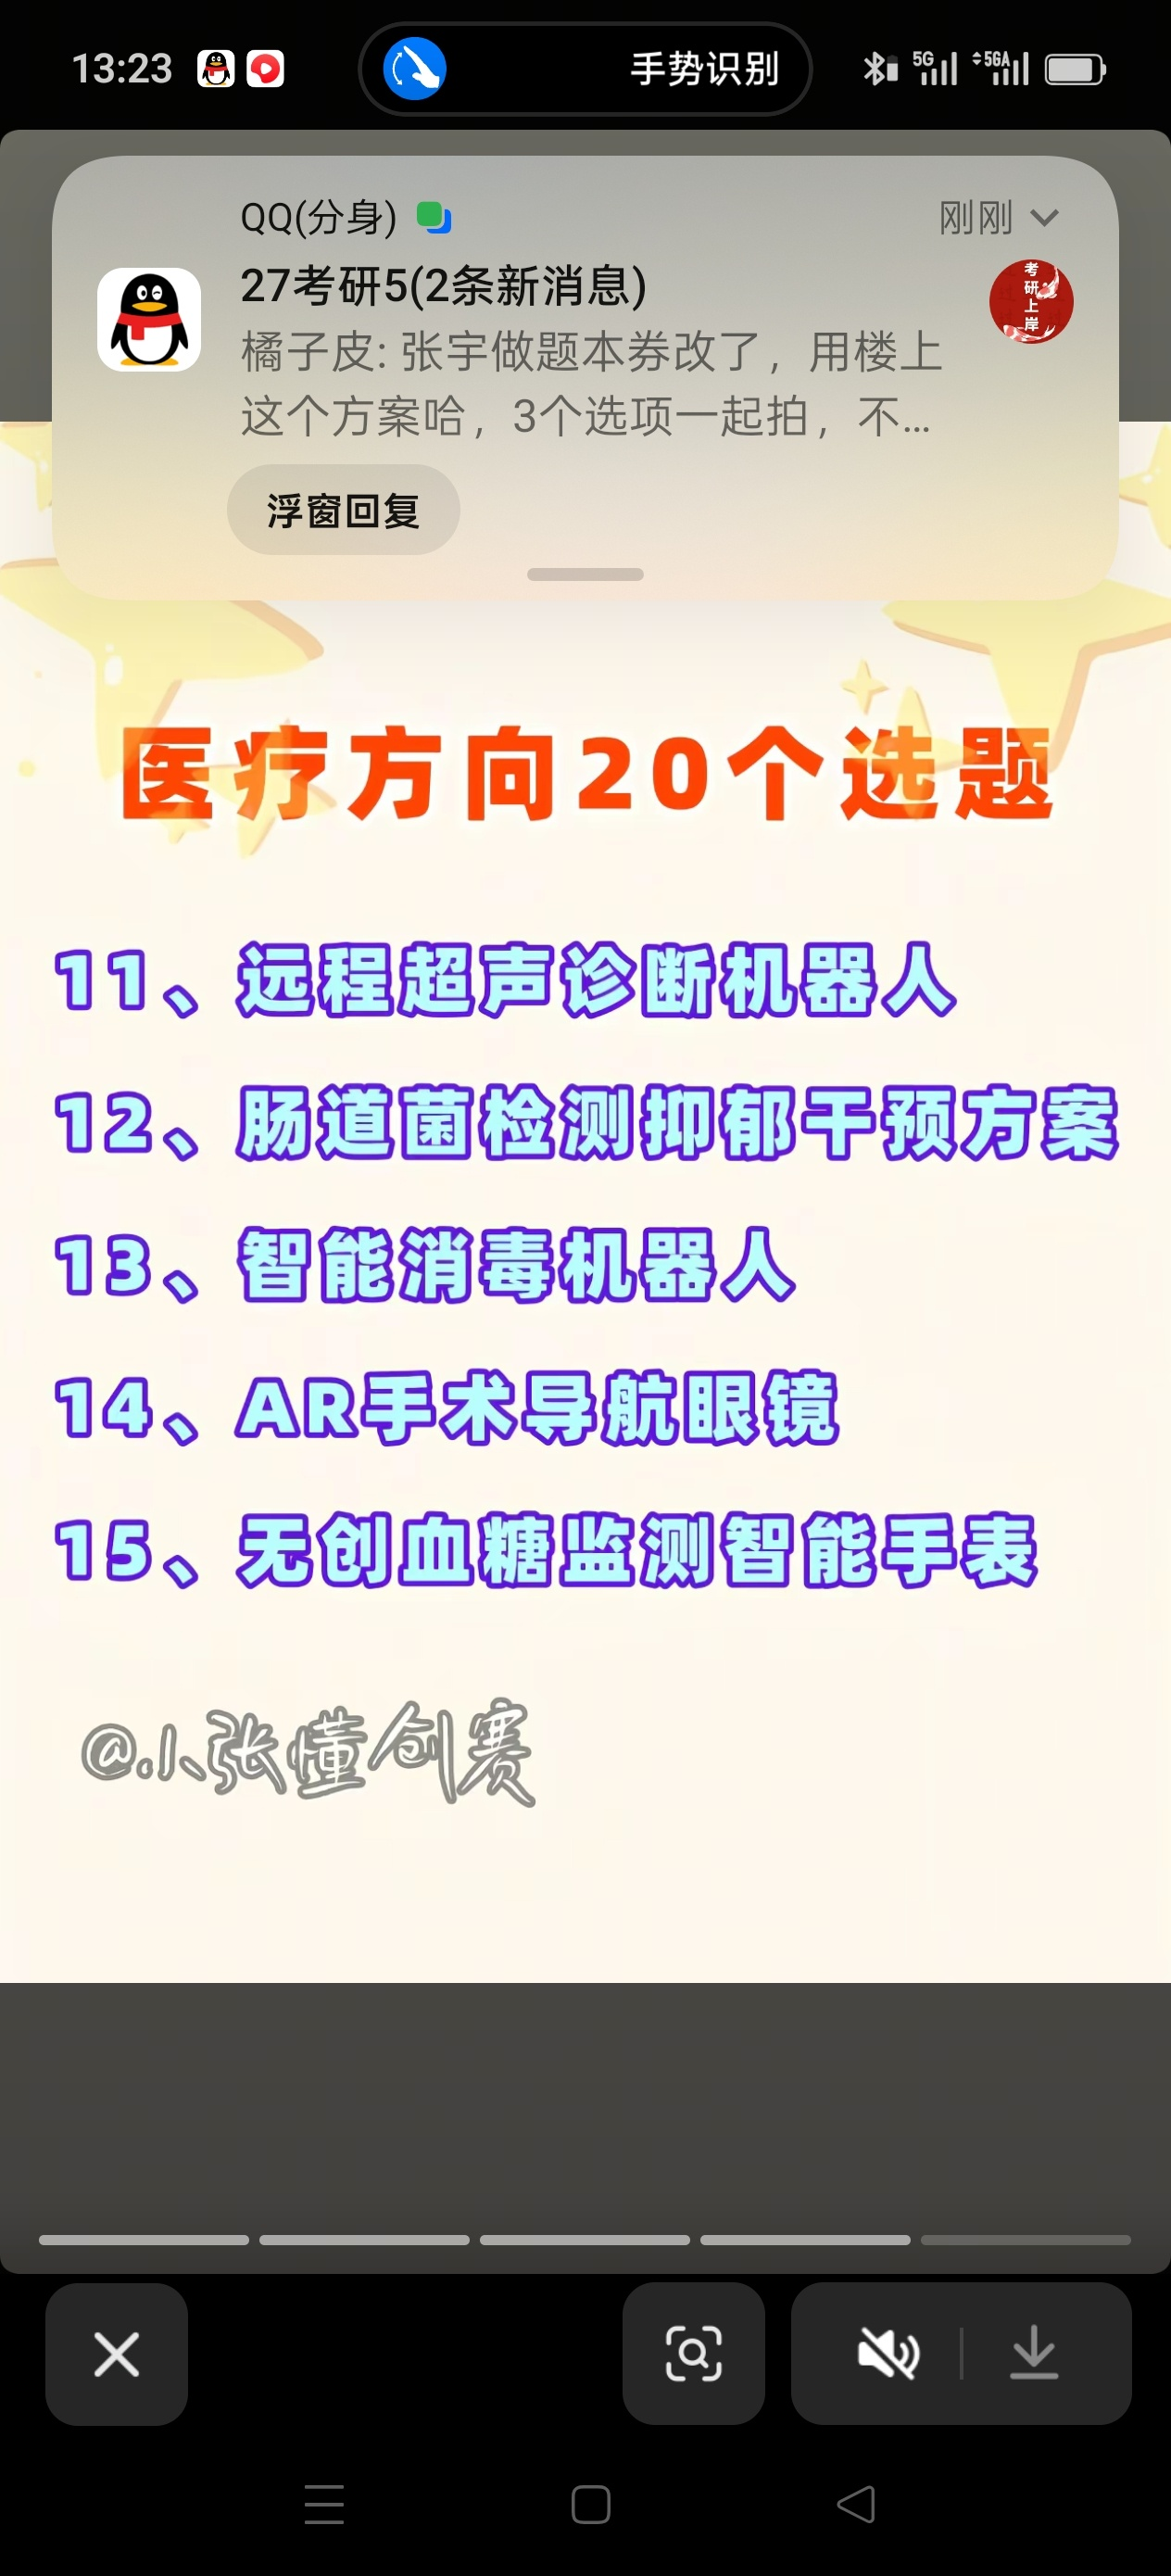 13:23
手势识别
5G
5GA
QQ(分身)
刚刚
27考研5(2条新消息)
橘子皮: 张宇做题本券改了，用楼上
这个方案哈，3个选项一起拍，不...
考研上岸
浮窗回复
医疗方向20个选题
11、远程超声诊断机器人
12、肠道菌检测抑郁干预方案
13、智能消毒机器人
14、AR手术导航眼镜
15、无创血糖监测智能手表
@小张懂创赛